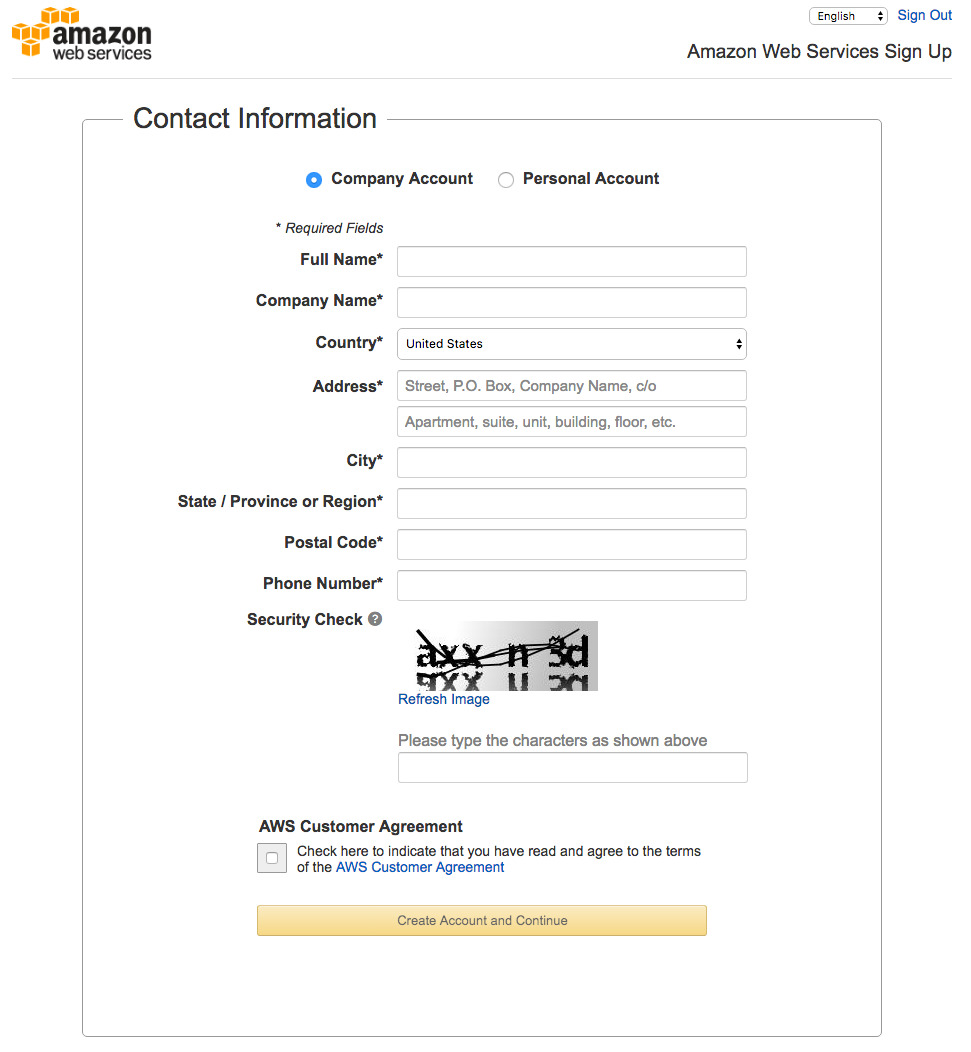 English
Sign Out
amazon
web services
Amazon Web Services Sign Up
Contact Information
Company Account
Personal Account
* Required Fields
Full Name*
Company Name*
Country*
United States
Address*
Street, P.O. Box, Company Name, c/o
Apartment, suite, unit, building, floor, etc.
City*
State / Province or Region*
Postal Code*
Phone Number*
Security Check ?
Refresh Image
Please type the characters as shown above
AWS Customer Agreement
Check here to indicate that you have read and agree to the terms
of the AWS Customer Agreement
Create Account and Continue